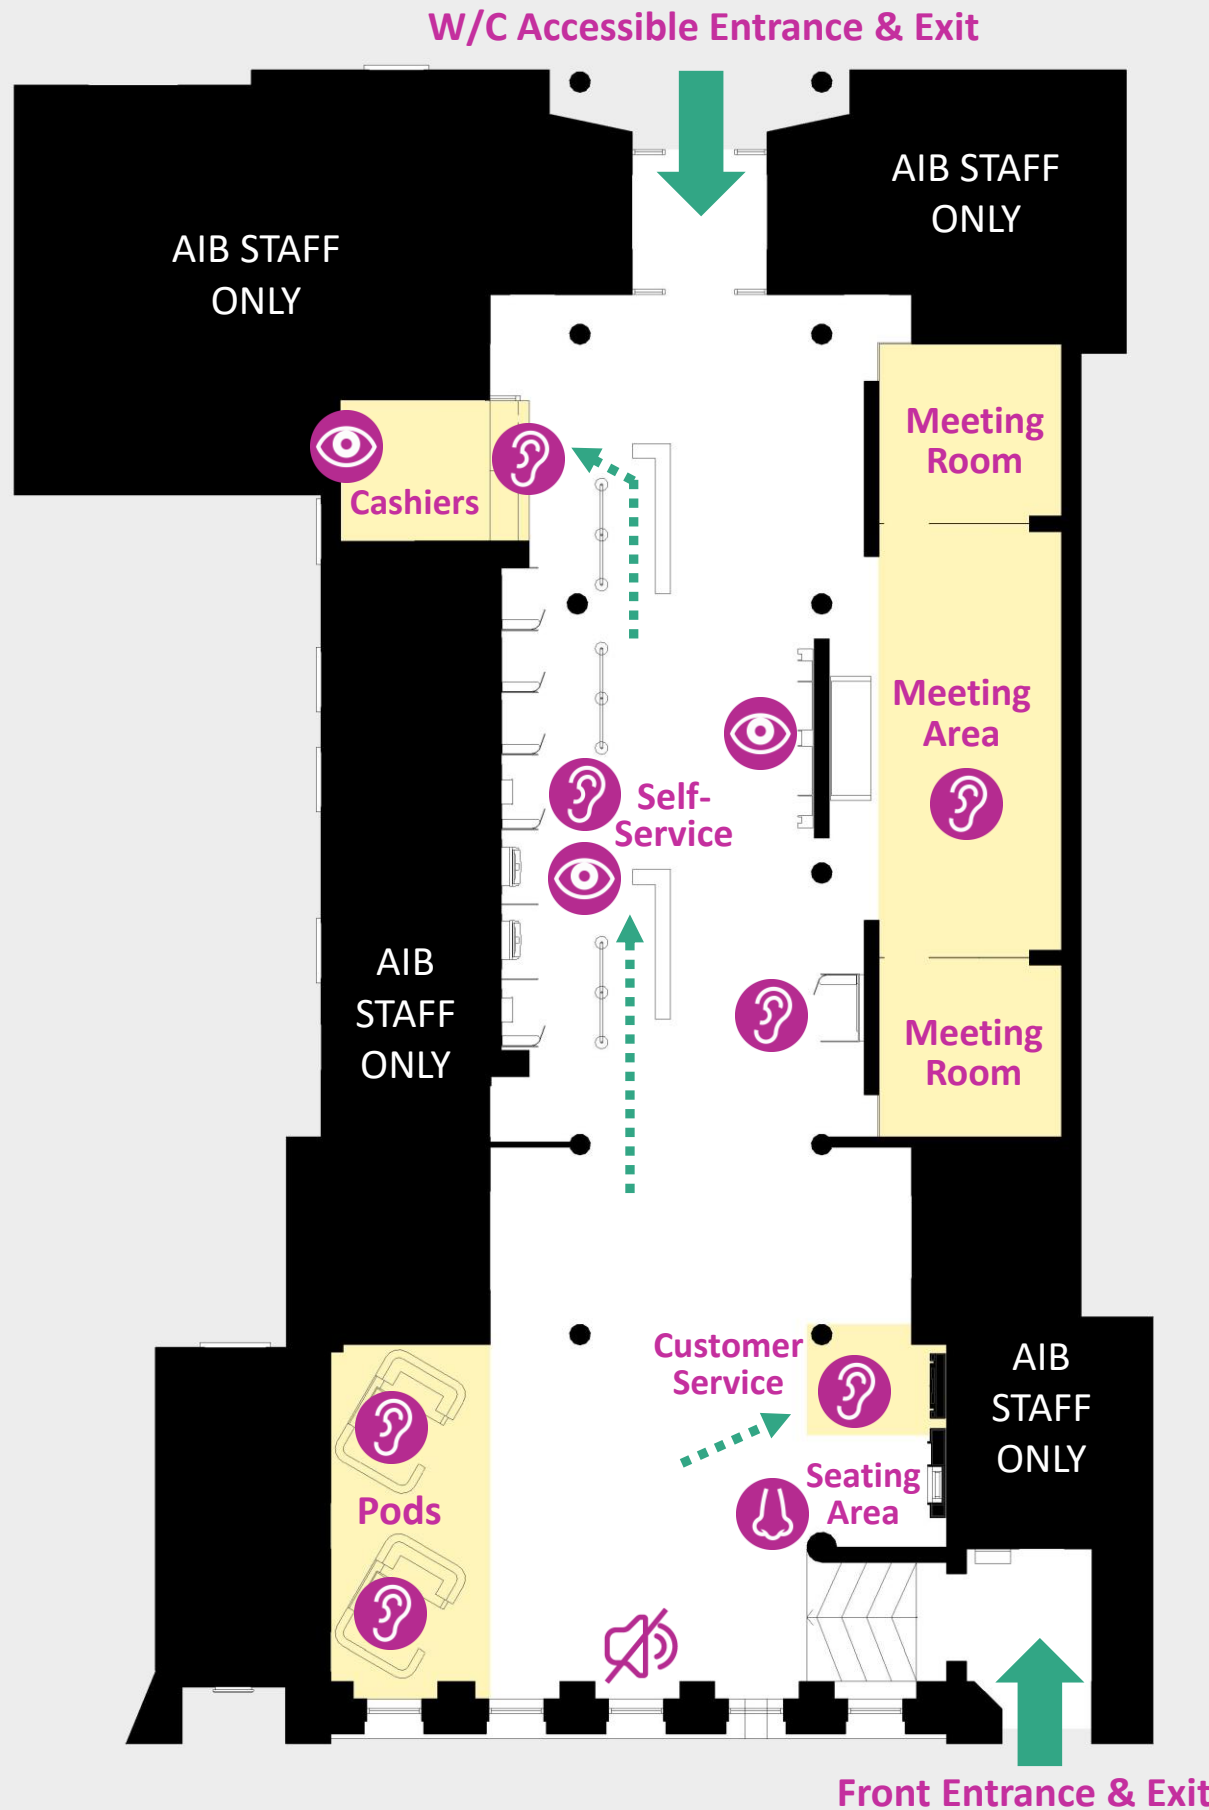 W/C Accessible Entrance & Exit
AIB STAFF
ONLY
AIB STAFF
ONLY
Meeting
Room
Cashiers
Meeting
Area
Self-
Service
AIB
STAFF
ONLY
Meeting
Room
Customer
Service
AIB
STAFF
ONLY
Seating
Area
Pods
Front Entrance & Exit